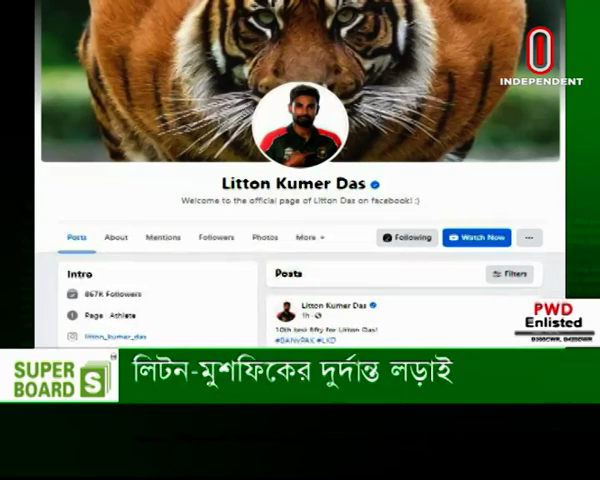 INDEPENDENT
Litton Kumer Das
Welcome to the official page of Litton Das on facebook! :)
Posts About Mentions Followers Photos More
Following
Watch Now
Intro
867K Followers
Page · Athlete
litton_kumer_das
Posts
Filters
Litton Kumer Das
1h
10th test fifty for Litton Das!
#BANvPAK #LKD
PWD
Enlisted
SUPER
BOARD S
লিটন-মুশফিকের দুর্দান্ত লড়াই